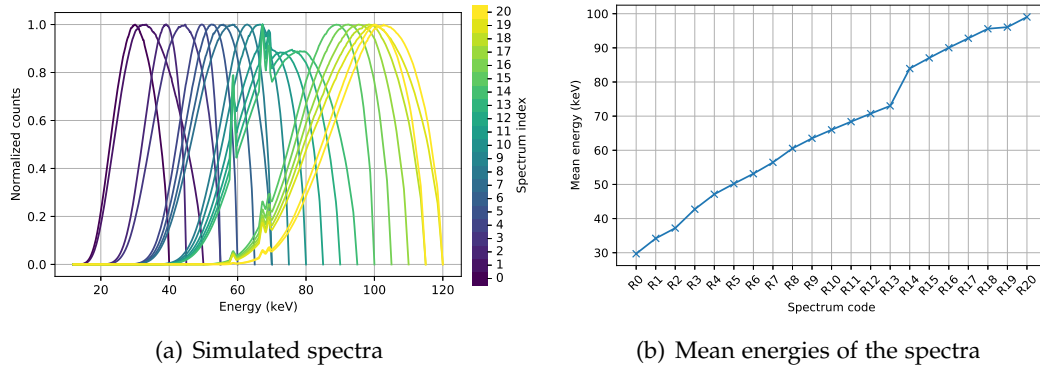 1.0
0.8
0.6
0.4
0.2
0.0
Normalized counts
20
40
60
80
100
120
Energy (keV)
20
19
18
17
16
15
14
13
12
11
10
9
8
7
6
5
4
3
2
1
0
Spectrum index
(a) Simulated spectra
100
90
80
70
60
50
40
30
Mean energy (keV)
R0
R1
R2
R3
R4
R5
R6
R7
R8
R9
R10
R11
R12
R13
R14
R15
R16
R17
R18
R19
R20
Spectrum code
(b) Mean energies of the spectra